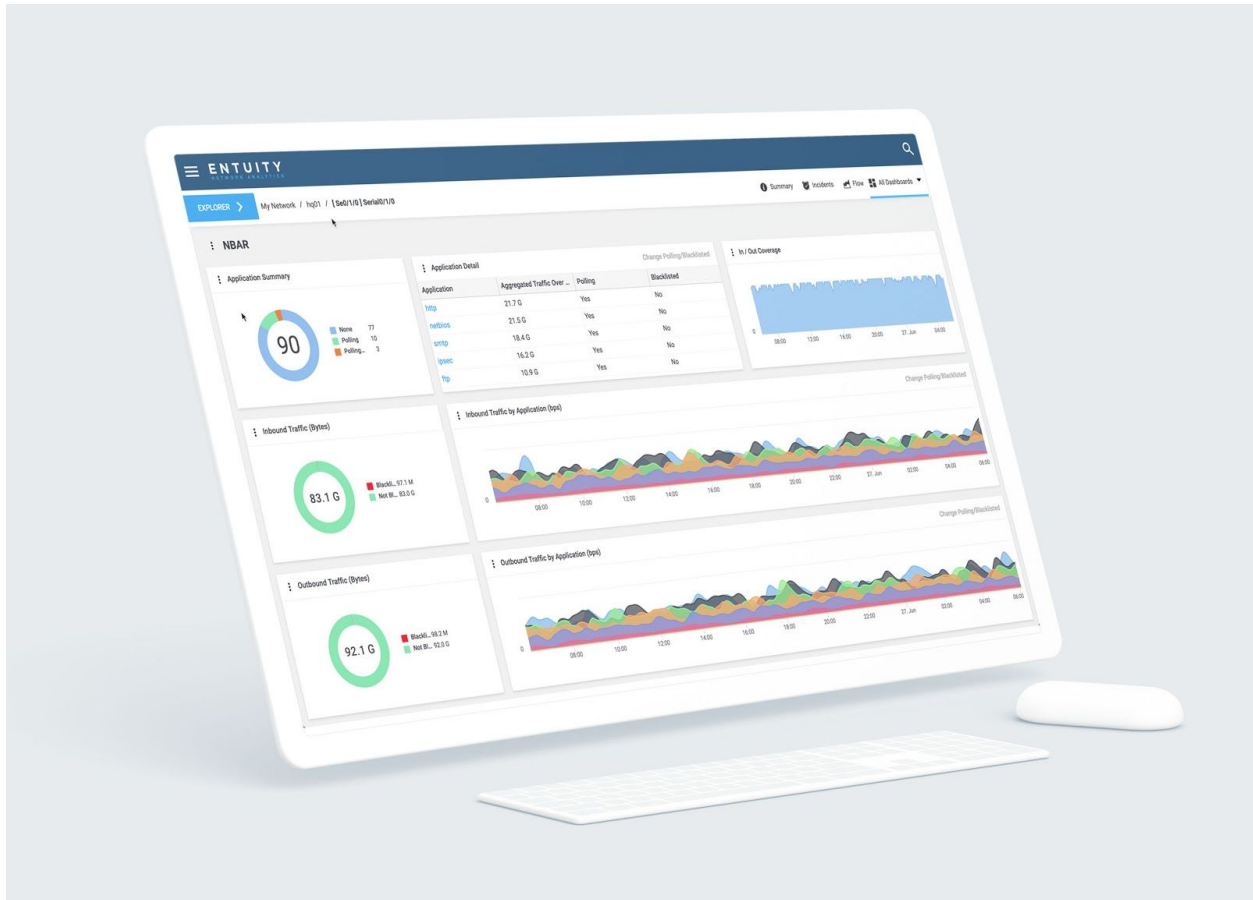 ENTUITY
NETWORK ANALYTICS
EXPLORER
My Network / hq01 / [ Se0/1/0 ] Serial0/1/0
Summary
Incidents
Flow
All Dashboards
NBAR
Application Summary
90
None 77
Polling 10
Polling... 3
Application Detail
Change Polling/Blacklisted
Application Aggregated Traffic Over ... Polling Blacklisted
http 21.7 G Yes No
netbios 21.5 G Yes No
smtp 18.4 G Yes No
ipsec 16.2 G Yes No
ftp 10.9 G Yes No
In / Out Coverage
0
08:00 12:00 16:00 20:00 27. Jun 04:00
Inbound Traffic (Bytes)
83.1 G
Blackli... 97.1 M
Not Bl... 83.0 G
Inbound Traffic by Application (bps)
Change Polling/Blacklisted
0
08:00 10:00 12:00 14:00 16:00 18:00 20:00 22:00 27. Jun 02:00 04:00 06:00
Outbound Traffic (Bytes)
92.1 G
Blackli... 98.2 M
Not Bl... 92.0 G
Outbound Traffic by Application (bps)
Change Polling/Blacklisted
0
08:00 10:00 12:00 14:00 16:00 18:00 20:00 22:00 27. Jun 02:00 04:00 06:00